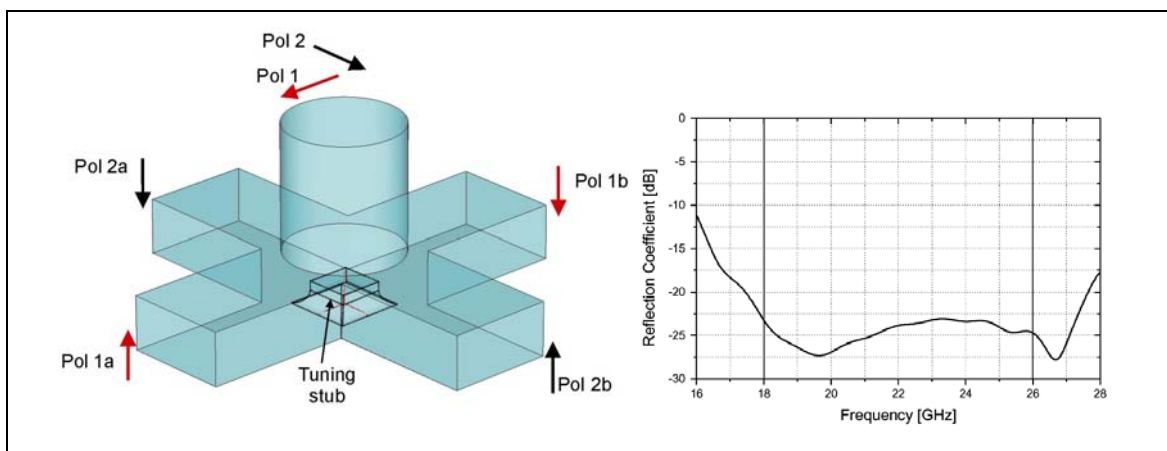 Pol 2
Pol 1
Pol 2a
Pol 1b
Pol 1a
Pol 2b
Tuning
stub
Reflection Coefficient [dB]
0
-5
-10
-15
-20
-25
-30
16 18 20 22 24 26 28
Frequency [GHz]